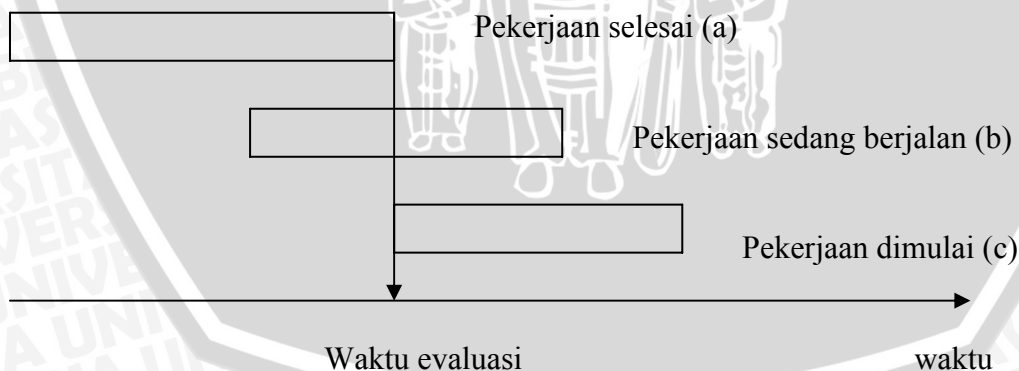 Pekerjaan selesai (a)
Pekerjaan sedang berjalan (b)
Pekerjaan dimulai (c)
Waktu evaluasi
waktu